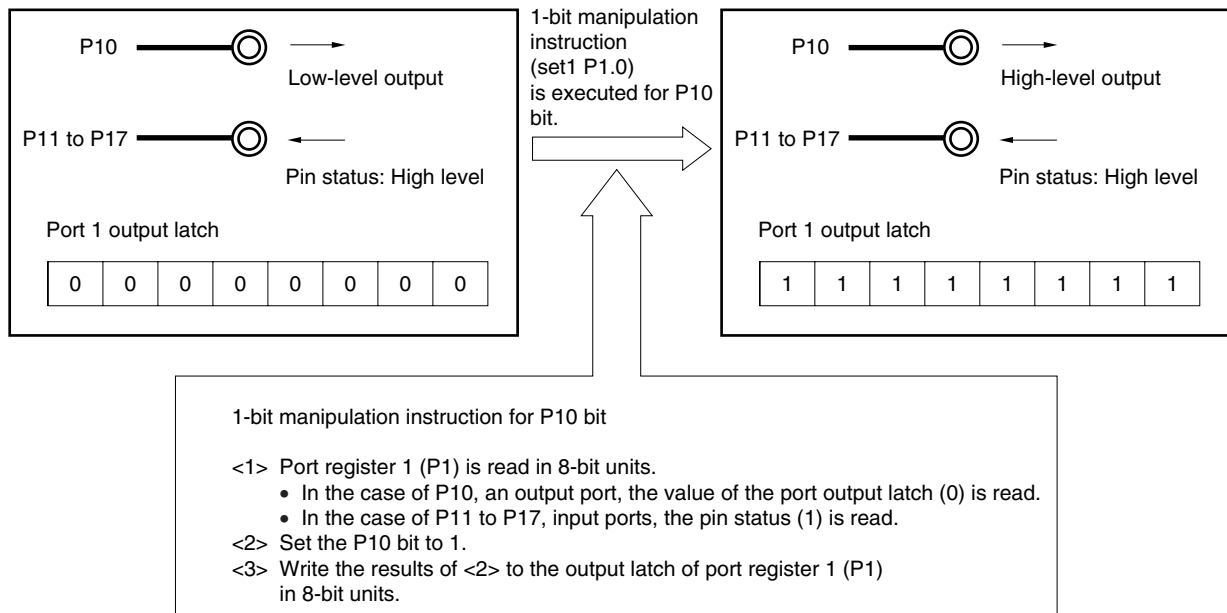 P10
Low-level output
P11 to P17
Pin status: High level
Port 1 output latch
0 0 0 0 0 0 0 0
1-bit manipulation
instruction
(set1 P1.0)
is executed for P10
bit.
P10
High-level output
P11 to P17
Pin status: High level
Port 1 output latch
1 1 1 1 1 1 1 1
1-bit manipulation instruction for P10 bit
<1> Port register 1 (P1) is read in 8-bit units.
• In the case of P10, an output port, the value of the port output latch (0) is read.
• In the case of P11 to P17, input ports, the pin status (1) is read.
<2> Set the P10 bit to 1.
<3> Write the results of <2> to the output latch of port register 1 (P1)
in 8-bit units.